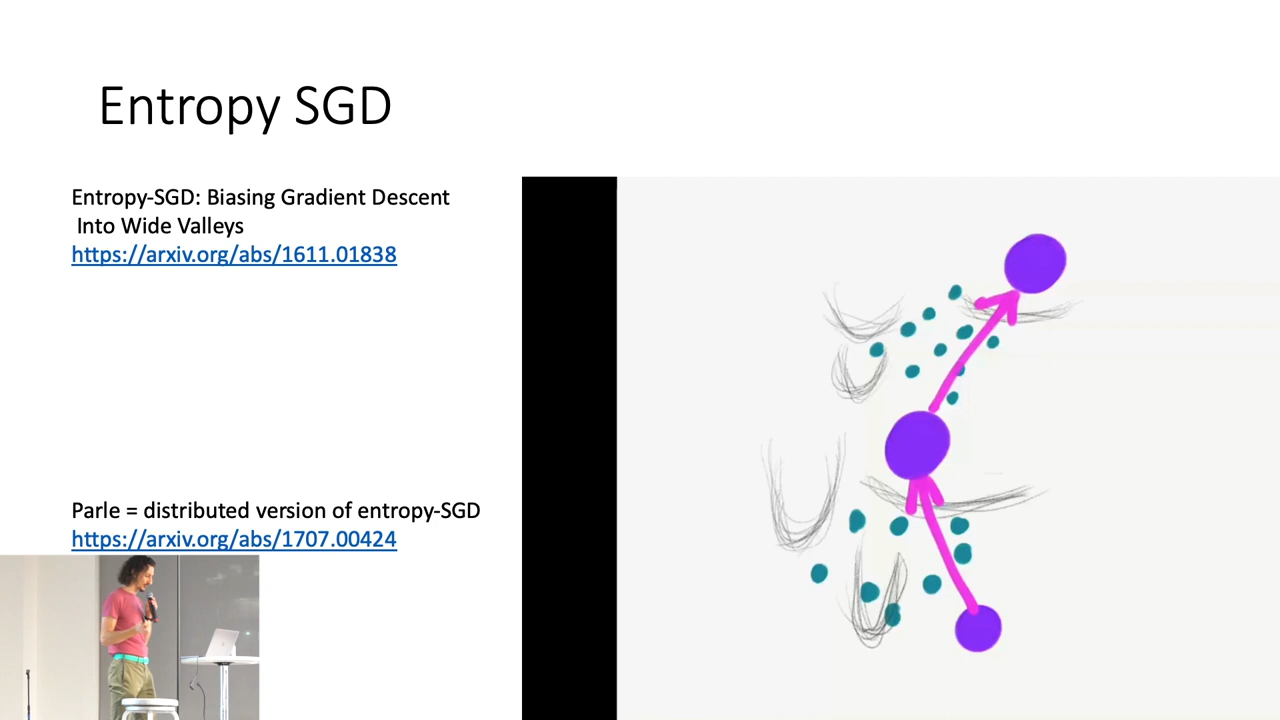 Entropy SGD
Entropy-SGD: Biasing Gradient Descent
Into Wide Valleys
https://arxiv.org/abs/1611.01838
Parle = distributed version of entropy-SGD
https://arxiv.org/abs/1707.00424